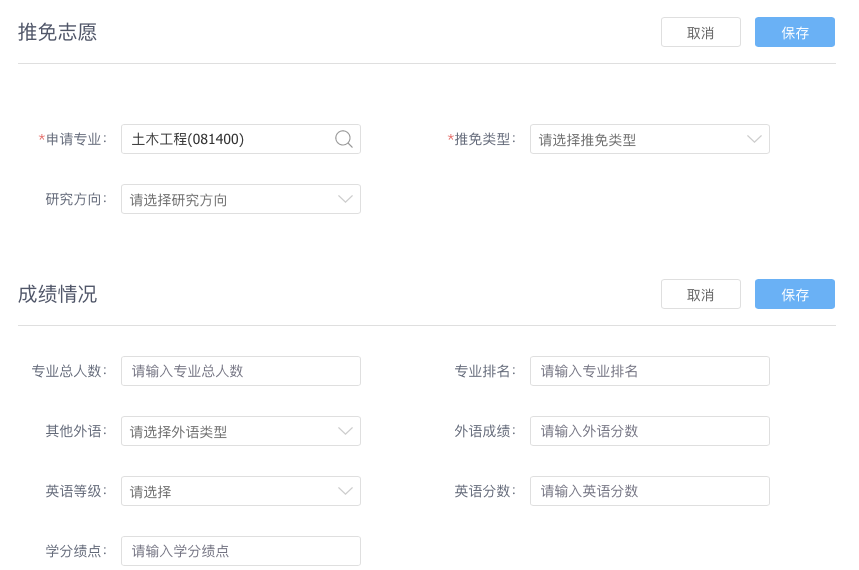 推免志愿 取消 保存
*申请专业: 土木工程(081400) *推免类型: 请选择推免类型
研究方向: 请选择研究方向
成绩情况 取消 保存
专业总人数: 请输入专业总人数 专业排名: 请输入专业排名
其他外语: 请选择外语类型 外语成绩: 请输入外语分数
英语等级: 请选择 英语分数: 请输入英语分数
学分绩点: 请输入学分绩点